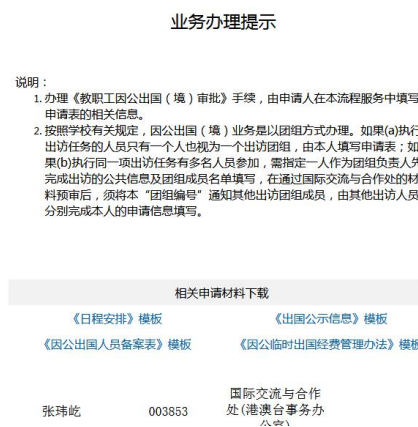 业务办理提示
说明：
1. 办理《教职工因公出国（境）审批》手续，由申请人在本流程服务中填写
申请表的相关信息。
2. 按照学校有关规定，因公出国（境）业务是以团组方式办理。如果(a)执行
出访任务的人员只有一个人也视为一个出访团组，由本人填写申请表；如
果(b)执行同一项出访任务有多名人员参加，需指定一人作为团组负责人先
完成出访的公共信息及团组成员名单填写，在通过国际交流与合作处的材
料预审后，须将本“团组编号”通知其他出访团组成员，由其他出访人员
分别完成本人的申请信息填写。
相关申请材料下载
《日程安排》模板 《出国公示信息》模板
《因公出国人员备案表》模板 《因公临时出国经费管理办法》模板
国际交流与合作
张玮屹 003853 处(港澳台事务办
公室)